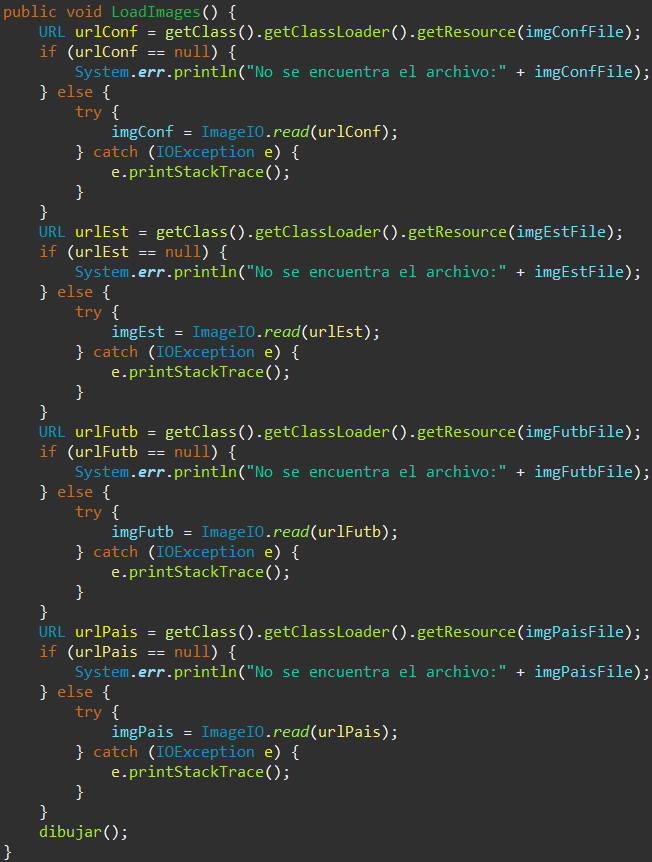 public void LoadImages() {
    URL urlConf = getClass().getClassLoader().getResource(imgConfFile);
    if (urlConf == null) {
        System.err.println("No se encuentra el archivo:" + imgConfFile);
    } else {
        try {
            imgConf = ImageIO.read(urlConf);
        } catch (IOException e) {
            e.printStackTrace();
        }
    }
    URL urlEst = getClass().getClassLoader().getResource(imgEstFile);
    if (urlEst == null) {
        System.err.println("No se encuentra el archivo:" + imgEstFile);
    } else {
        try {
            imgEst = ImageIO.read(urlEst);
        } catch (IOException e) {
            e.printStackTrace();
        }
    }
    URL urlFutb = getClass().getClassLoader().getResource(imgFutbFile);
    if (urlFutb == null) {
        System.err.println("No se encuentra el archivo:" + imgFutbFile);
    } else {
        try {
            imgFutb = ImageIO.read(urlFutb);
        } catch (IOException e) {
            e.printStackTrace();
        }
    }
    URL urlPais = getClass().getClassLoader().getResource(imgPaisFile);
    if (urlPais == null) {
        System.err.println("No se encuentra el archivo:" + imgPaisFile);
    } else {
        try {
            imgPais = ImageIO.read(urlPais);
        } catch (IOException e) {
            e.printStackTrace();
        }
    }
    dibujar();
}